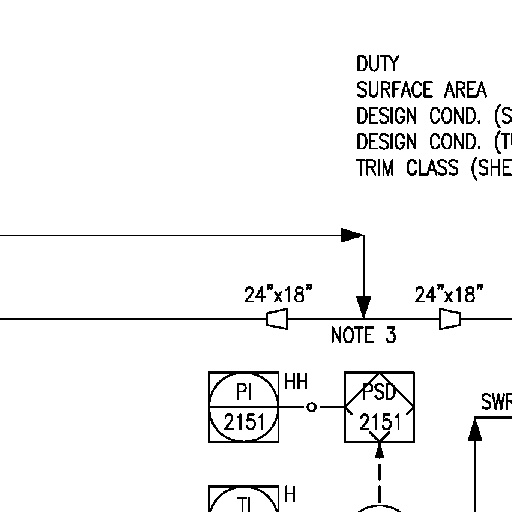 DUTY
SURFACE AREA
DESIGN COND. (S
DESIGN COND. (TU
TRIM CLASS (SHE
24"x18"
24"x18"
NOTE 3
PI
2151
HH
PSD
2151
SWR
TI
H